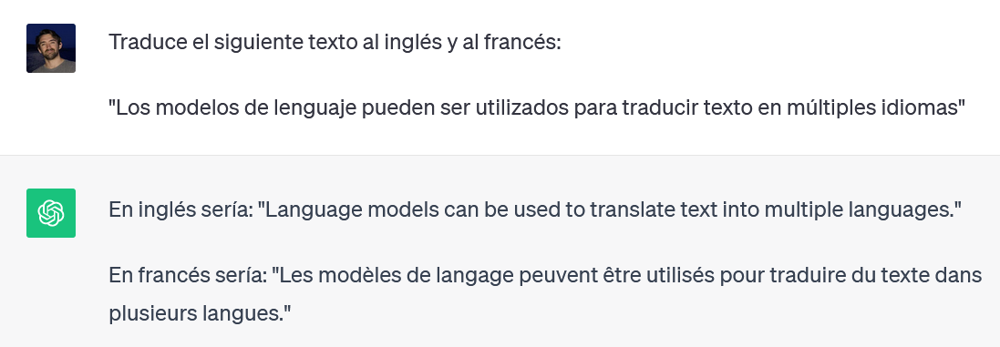 Traduce el siguiente texto al inglés y al francés:
"Los modelos de lenguaje pueden ser utilizados para traducir texto en múltiples idiomas"
En inglés sería: "Language models can be used to translate text into multiple languages."
En francés sería: "Les modèles de langage peuvent être utilisés pour traduire du texte dans
plusieurs langues."